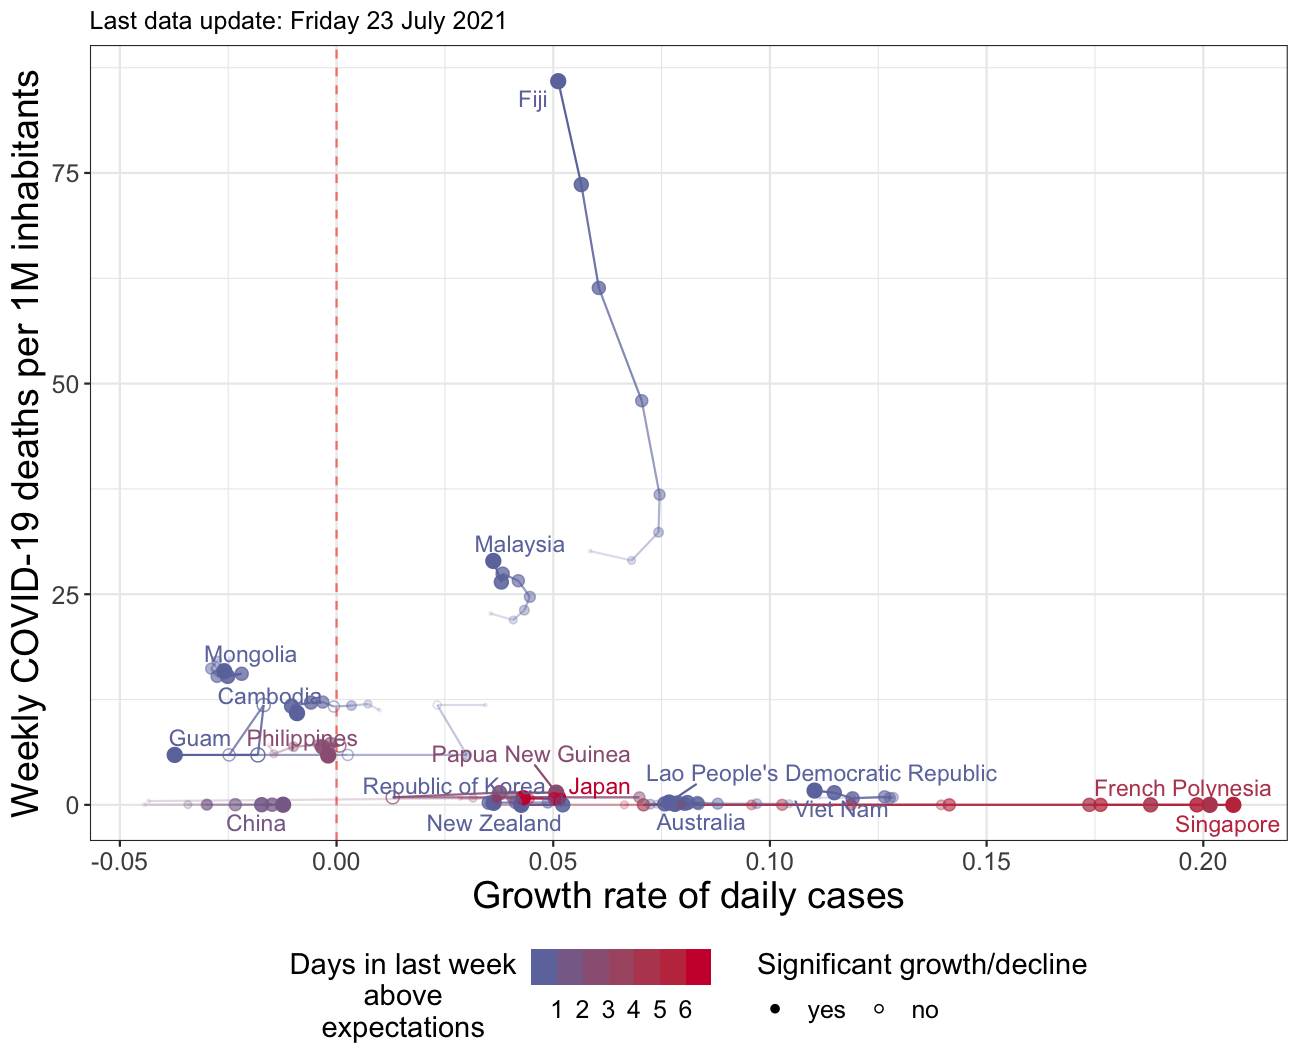 Last data update: Friday 23 July 2021
Weekly COVID-19 deaths per 1M inhabitants
75
50
25
0
Fiji
Malaysia
Mongolia
Cambodia
Guam
Philippines
Papua New Guinea
Republic of Korea
Japan
Lao People's Democratic Republic
French Polynesia
Viet Nam
China
New Zealand
Australia
Singapore
-0.05 0.00 0.05 0.10 0.15 0.20
Growth rate of daily cases
Days in last week
above
expectations
1 2 3 4 5 6
Significant growth/decline
yes no